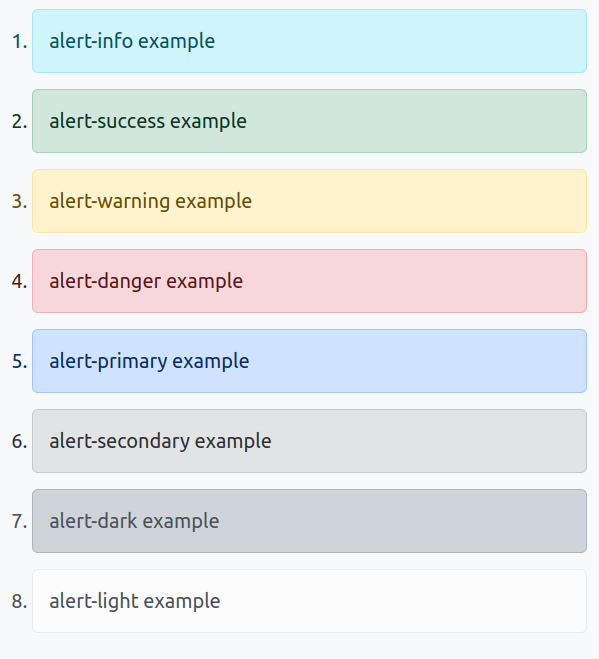 1. alert-info example
2. alert-success example
3. alert-warning example
4. alert-danger example
5. alert-primary example
6. alert-secondary example
7. alert-dark example
8. alert-light example